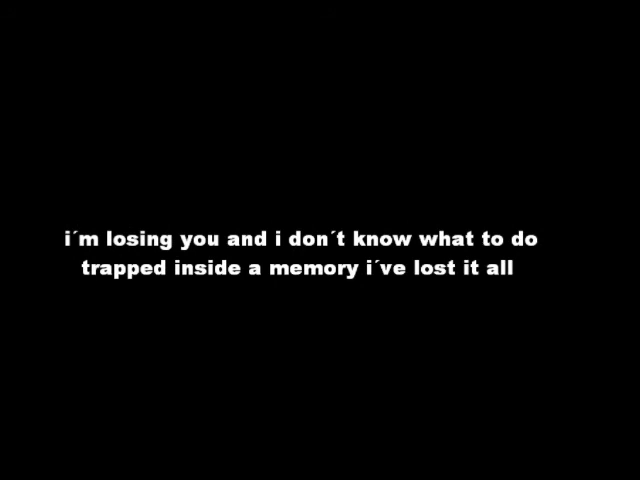 i´m losing you and i don´t know what to do
trapped inside a memory i´ve lost it all